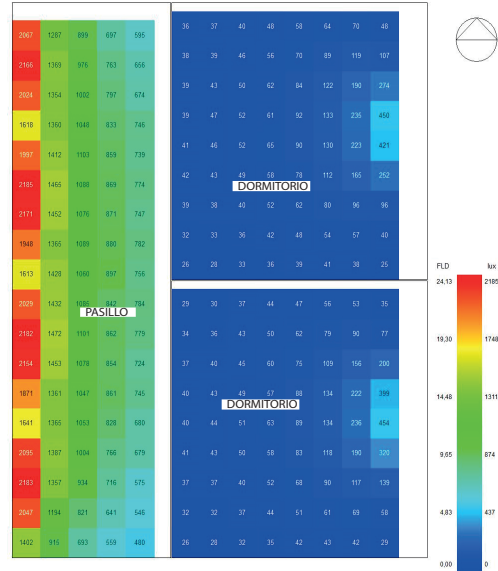 2067 1287 899 697 595
2166 1369 976 763 656
2024 1354 1002 797 674
1618 1360 1048 833 746
1997 1412 1103 859 739
2185 1465 1088 869 774
2171 1452 1076 871 747
1948 1365 1089 880 782
1613 1428 1060 897 756
2029 1432 1086 842 784
PASILLO
2182 1472 1101 862 779
2154 1453 1078 854 724
1871 1361 1047 861 745
1641 1365 1053 828 680
2095 1387 1004 766 679
2183 1357 934 716 575
2047 1194 821 641 546
1402 915 693 559 480
36 37 40 48 58 64 70 48
38 39 46 56 70 89 119 107
39 43 50 62 84 122 190 274
39 47 52 61 92 133 235 450
41 46 52 65 90 130 223 421
42 43 49 58 78 112 165 252
DORMITORIO
39 38 40 52 62 80 96 96
32 33 36 42 48 54 57 40
26 28 33 36 39 41 38 25
29 30 37 44 47 56 53 35
34 36 43 50 62 79 90 77
37 40 45 60 75 109 156 200
40 43 49 57 88 134 222 399
DORMITORIO
40 44 51 63 89 134 236 454
41 43 50 58 83 118 190 320
37 37 40 52 68 90 117 139
32 32 37 44 51 61 69 58
26 28 32 35 42 43 42 29
FLD lux
24,13 2185
19,30 1748
14,48 1311
9,65 874
4,83 437
0,00 0